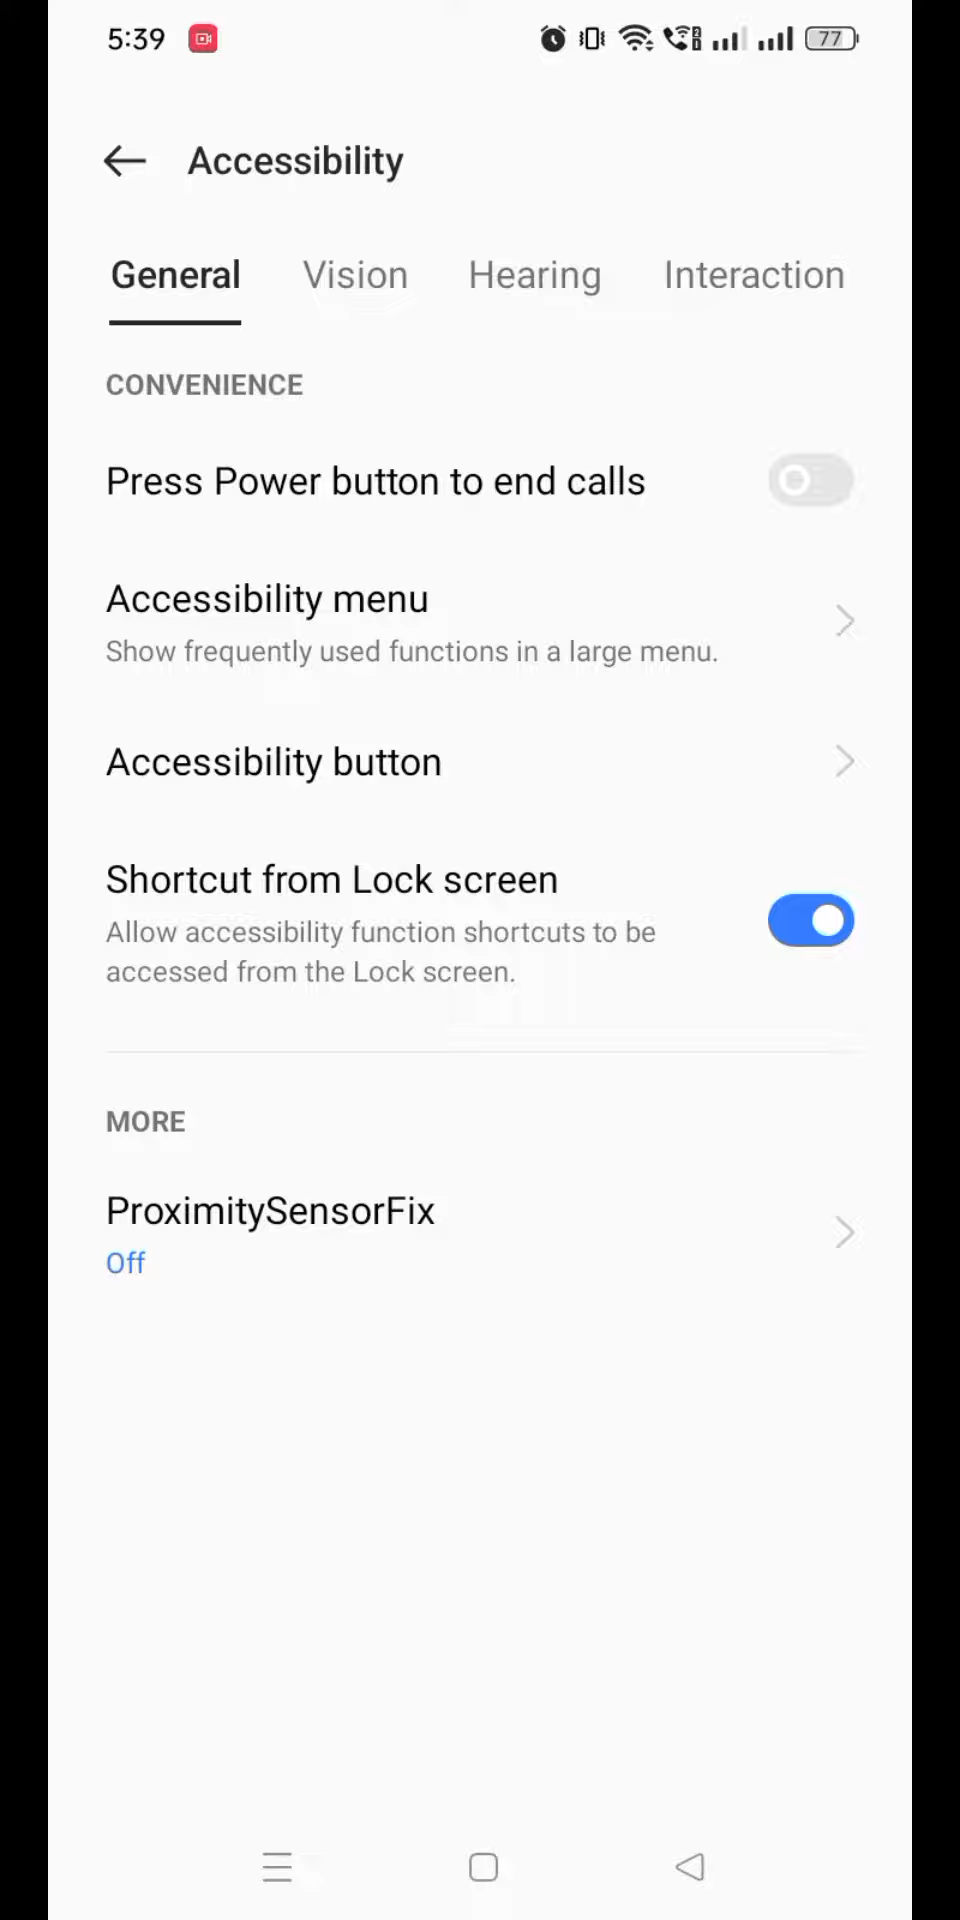 5:39
77
Accessibility
General Vision Hearing Interaction
CONVENIENCE
Press Power button to end calls
Accessibility menu
Show frequently used functions in a large menu.
Accessibility button
Shortcut from Lock screen
Allow accessibility function shortcuts to be
accessed from the Lock screen.
MORE
ProximitySensorFix
Off